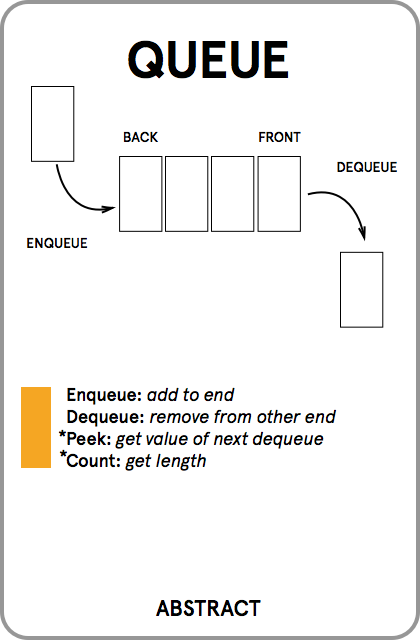 QUEUE
BACK
FRONT
DEQUEUE
ENQUEUE
Enqueue: add to end
Dequeue: remove from other end
*Peek: get value of next dequeue
*Count: get length
ABSTRACT